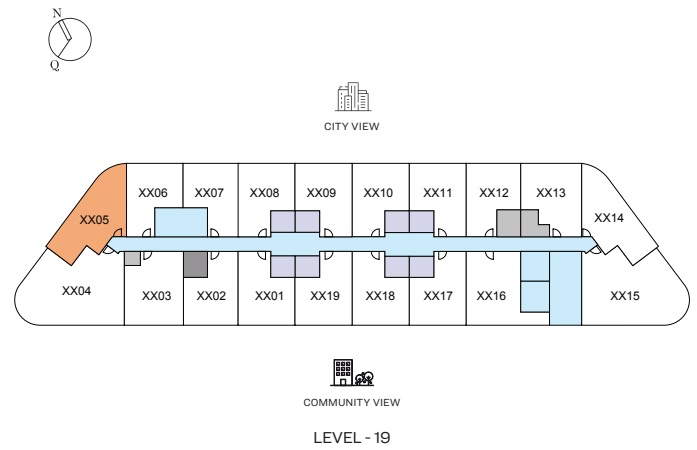 N
Q
CITY VIEW
XX06 XX07 XX08 XX09 XX10 XX11 XX12 XX13
XX05 XX14
XX04 XX03 XX02 XX01 XX19 XX18 XX17 XX16 XX15
COMMUNITY VIEW
LEVEL - 19